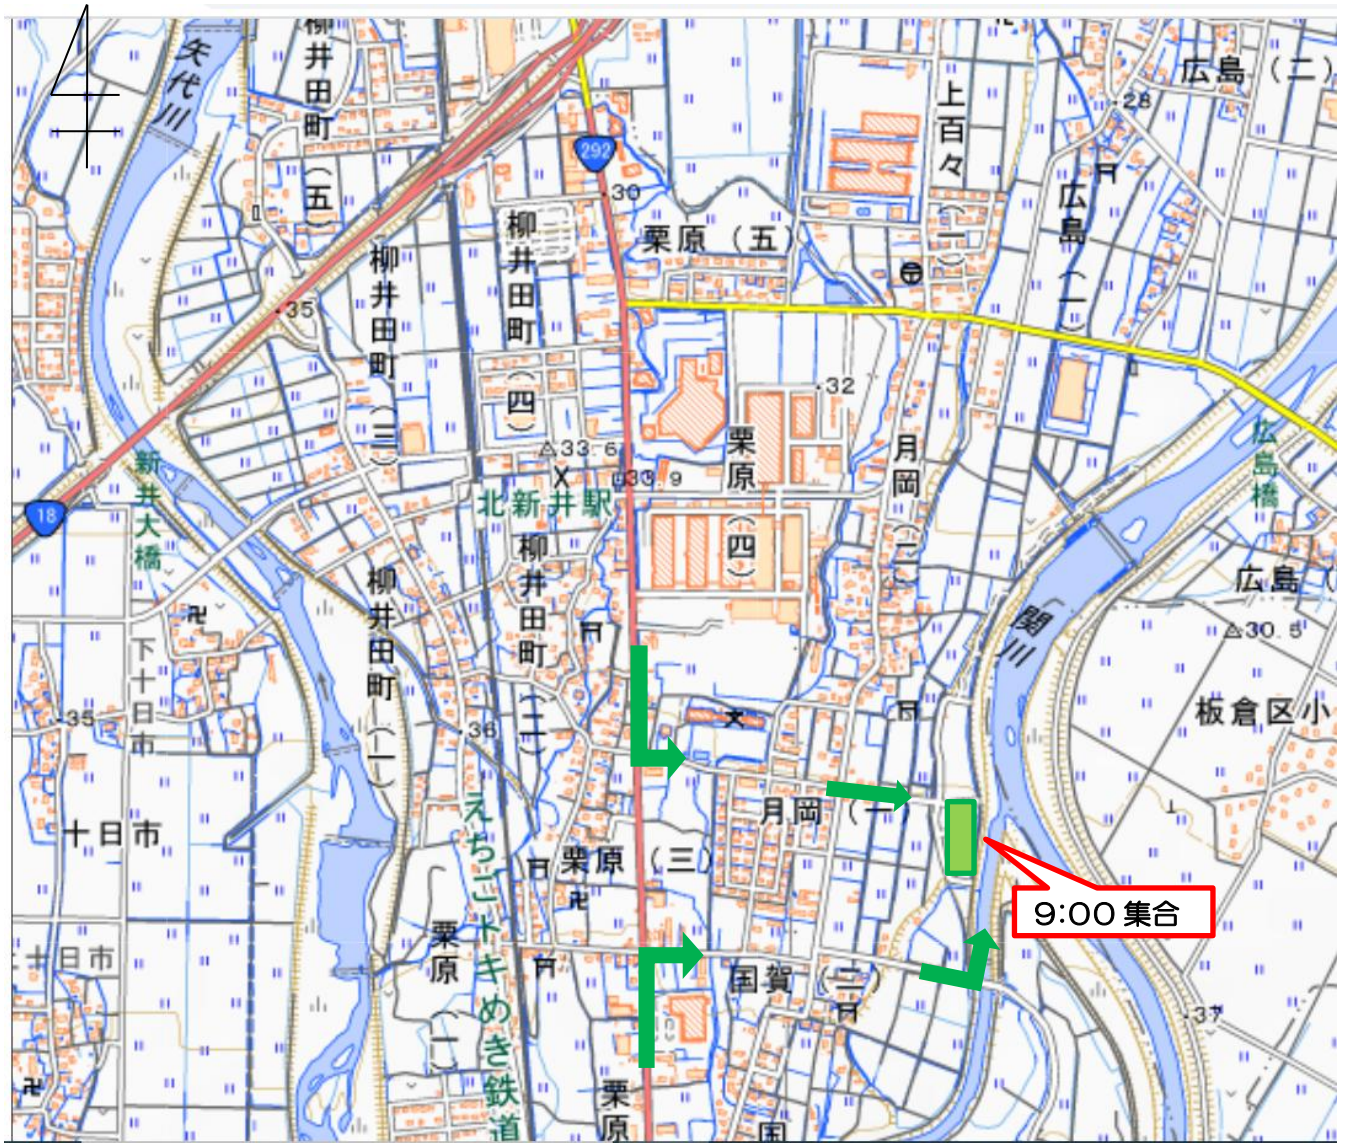 矢代川
柳井田町（五）
292
30
上百々（一）
広島（二）
28
広島（一）
栗原（五）
柳井田町（四）
柳井田町（三）
35
32
新井大橋
18
33.6
33.9
北新井駅
栗原（四）
月岡（二）
広島橋
広島（
柳井田町（二）
柳井田町（一）
関川
30.5
下十日市
35
36
板倉区小
月岡（一）
十日市
えちごトキめき鉄道
栗原（三）
9:00 集合
栗原（一）
十日市
国賀（二）
37
栗原
国